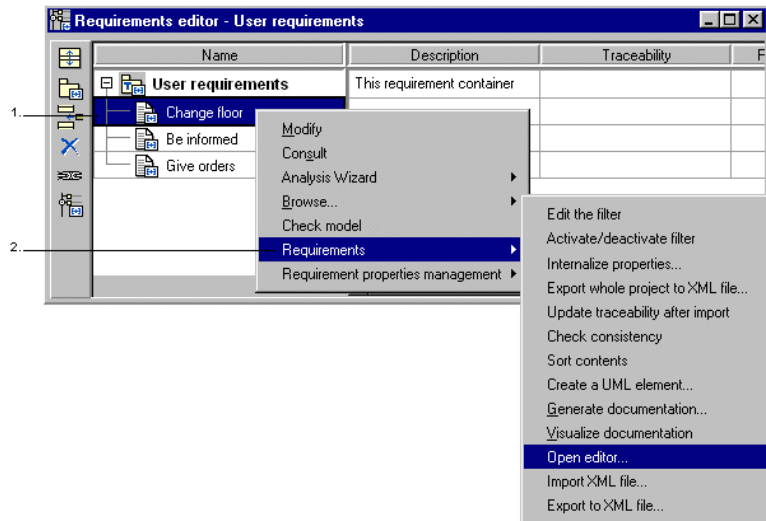 Requirements editor - User requirements
Name Description Traceability F
User requirements This requirement container
1. Change floor
Be informed
Give orders
Modify
Consult
Analysis Wizard
Browse...
Check model
2. Requirements
Requirement properties management
Edit the filter
Activate/deactivate filter
Internalize properties...
Export whole project to XML file...
Update traceability after import
Check consistency
Sort contents
Create a UML element...
Generate documentation...
Visualize documentation
Open editor...
Import XML file...
Export to XML file...